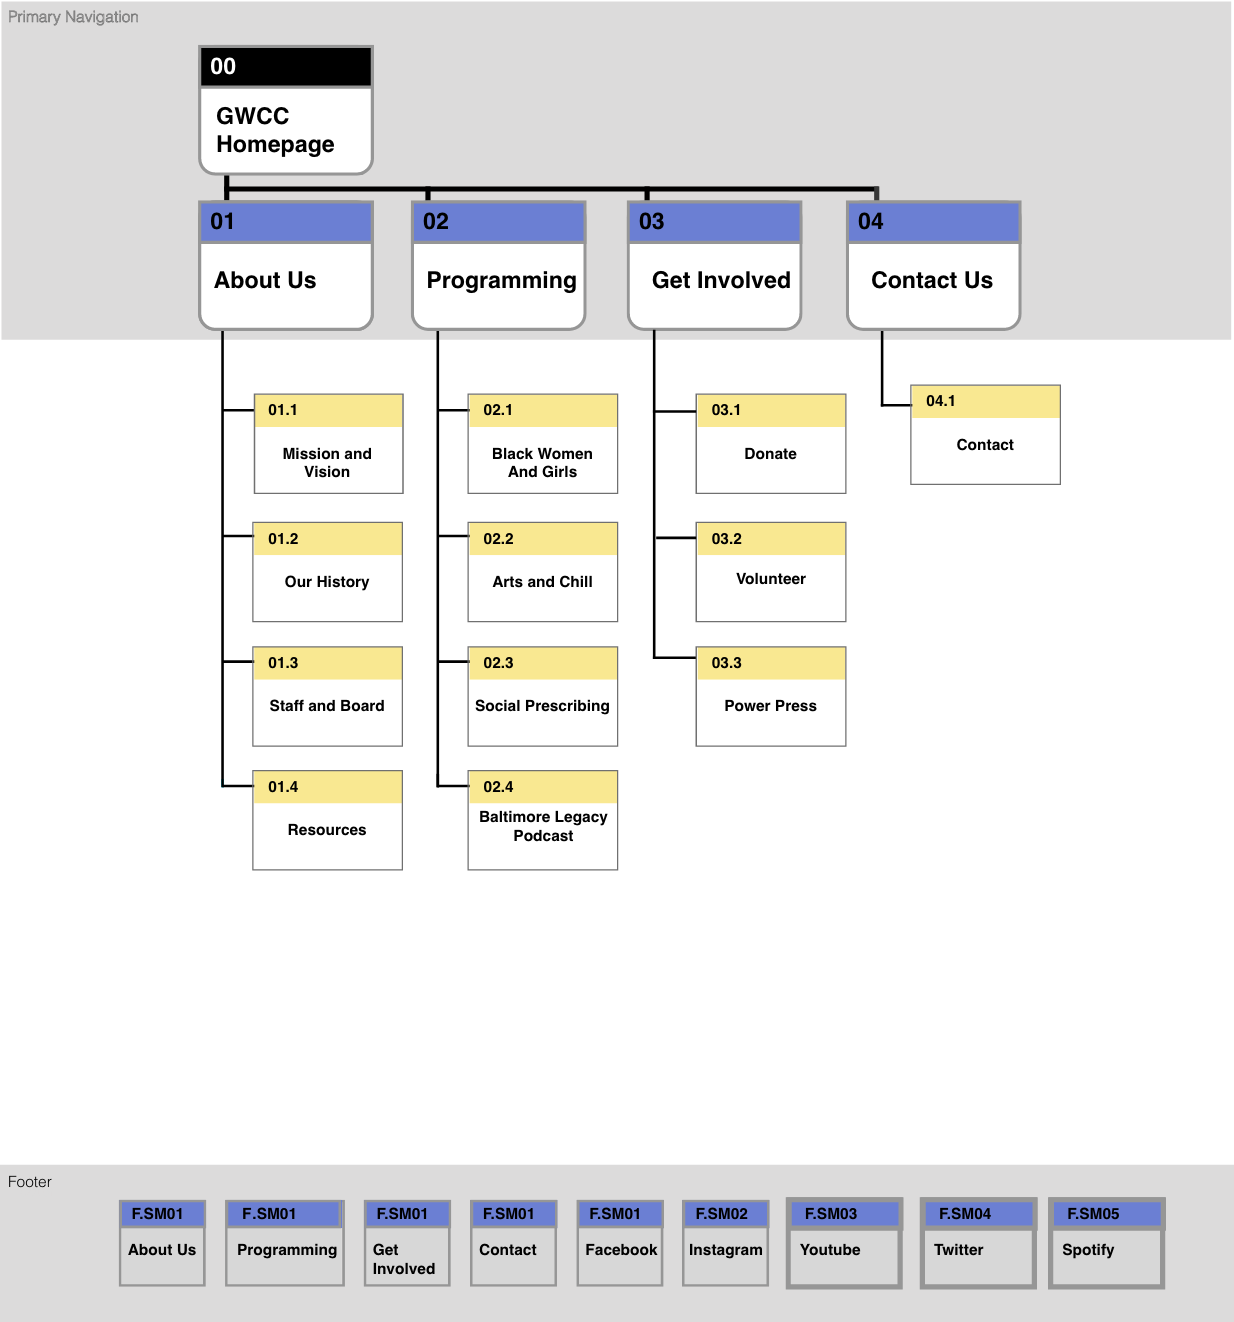 Primary Navigation
00
GWCC
Homepage
01
02
03
04
About Us
Programming
Get Involved
Contact Us
01.1
Mission and
Vision
01.2
Our History
01.3
Staff and Board
01.4
Resources
02.1
Black Women
And Girls
02.2
Arts and Chill
02.3
Social Prescribing
02.4
Baltimore Legacy
Podcast
03.1
Donate
03.2
Volunteer
03.3
Power Press
04.1
Contact
Footer
F.SM01
About Us
F.SM01
Programming
F.SM01
Get
Involved
F.SM01
Contact
F.SM01
Facebook
F.SM02
Instagram
F.SM03
Youtube
F.SM04
Twitter
F.SM05
Spotify